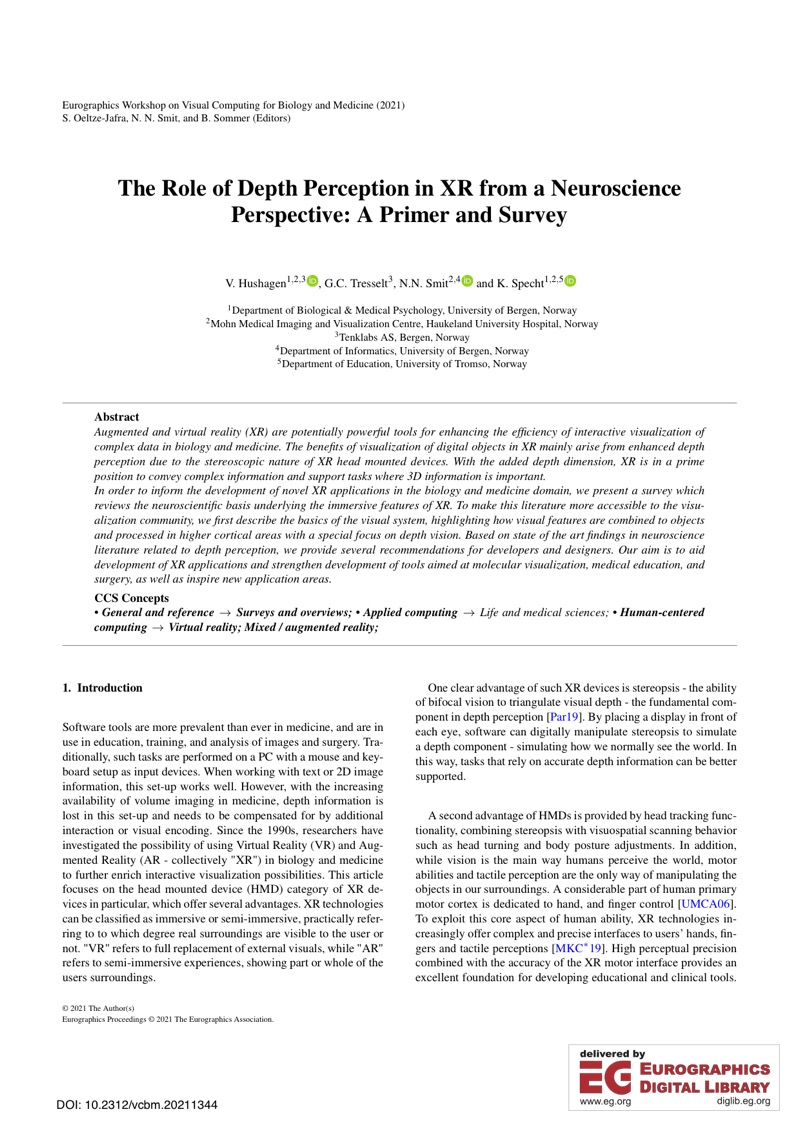 Eurographics Workshop on Visual Computing for Biology and Medicine (2021)
S. Oeltze-Jafra, N. N. Smit, and B. Sommer (Editors)
The Role of Depth Perception in XR from a Neuroscience
Perspective: A Primer and Survey
V. Hushagen1,2,3 iD, G.C. Tresselt3, N.N. Smit2,4 iD and K. Specht1,2,5 iD
1Department of Biological & Medical Psychology, University of Bergen, Norway
2Mohn Medical Imaging and Visualization Centre, Haukeland University Hospital, Norway
3Tenklabs AS, Bergen, Norway
4Department of Informatics, University of Bergen, Norway
5Department of Education, University of Tromso, Norway
Abstract
Augmented and virtual reality (XR) are potentially powerful tools for enhancing the efficiency of interactive visualization of
complex data in biology and medicine. The benefits of visualization of digital objects in XR mainly arise from enhanced depth
perception due to the stereoscopic nature of XR head mounted devices. With the added depth dimension, XR is in a prime
position to convey complex information and support tasks where 3D information is important.
In order to inform the development of novel XR applications in the biology and medicine domain, we present a survey which
reviews the neuroscientific basis underlying the immersive features of XR. To make this literature more accessible to the visu-
alization community, we first describe the basics of the visual system, highlighting how visual features are combined to objects
and processed in higher cortical areas with a special focus on depth vision. Based on state of the art findings in neuroscience
literature related to depth perception, we provide several recommendations for developers and designers. Our aim is to aid
development of XR applications and strengthen development of tools aimed at molecular visualization, medical education, and
surgery, as well as inspire new application areas.
CCS Concepts
• General and reference → Surveys and overviews; • Applied computing → Life and medical sciences; • Human-centered
computing → Virtual reality; Mixed / augmented reality;
1. Introduction
Software tools are more prevalent than ever in medicine, and are in
use in education, training, and analysis of images and surgery. Tra-
ditionally, such tasks are performed on a PC with a mouse and key-
board setup as input devices. When working with text or 2D image
information, this set-up works well. However, with the increasing
availability of volume imaging in medicine, depth information is
lost in this set-up and needs to be compensated for by additional
interaction or visual encoding. Since the 1990s, researchers have
investigated the possibility of using Virtual Reality (VR) and Aug-
mented Reality (AR - collectively "XR") in biology and medicine
to further enrich interactive visualization possibilities. This article
focuses on the head mounted device (HMD) category of XR de-
vices in particular, which offer several advantages. XR technologies
can be classified as immersive or semi-immersive, practically refer-
ring to to which degree real surroundings are visible to the user or
not. "VR" refers to full replacement of external visuals, while "AR"
refers to semi-immersive experiences, showing part or whole of the
users surroundings.
One clear advantage of such XR devices is stereopsis - the ability
of bifocal vision to triangulate visual depth - the fundamental com-
ponent in depth perception [Par19]. By placing a display in front of
each eye, software can digitally manipulate stereopsis to simulate
a depth component - simulating how we normally see the world. In
this way, tasks that rely on accurate depth information can be better
supported.
A second advantage of HMDs is provided by head tracking func-
tionality, combining stereopsis with visuospatial scanning behavior
such as head turning and body posture adjustments. In addition,
while vision is the main way humans perceive the world, motor
abilities and tactile perception are the only way of manipulating the
objects in our surroundings. A considerable part of human primary
motor cortex is dedicated to hand, and finger control [UMCA06].
To exploit this core aspect of human ability, XR technologies in-
creasingly offer complex and precise interfaces to users' hands, fin-
gers and tactile perceptions [MKC*19]. High perceptual precision
combined with the accuracy of the XR motor interface provides an
excellent foundation for developing educational and clinical tools.
© 2021 The Author(s)
Eurographics Proceedings © 2021 The Eurographics Association.
delivered by
EG EUROGRAPHICS
DIGITAL LIBRARY
www.eg.org diglib.eg.org
DOI: 10.2312/vcbm.20211344